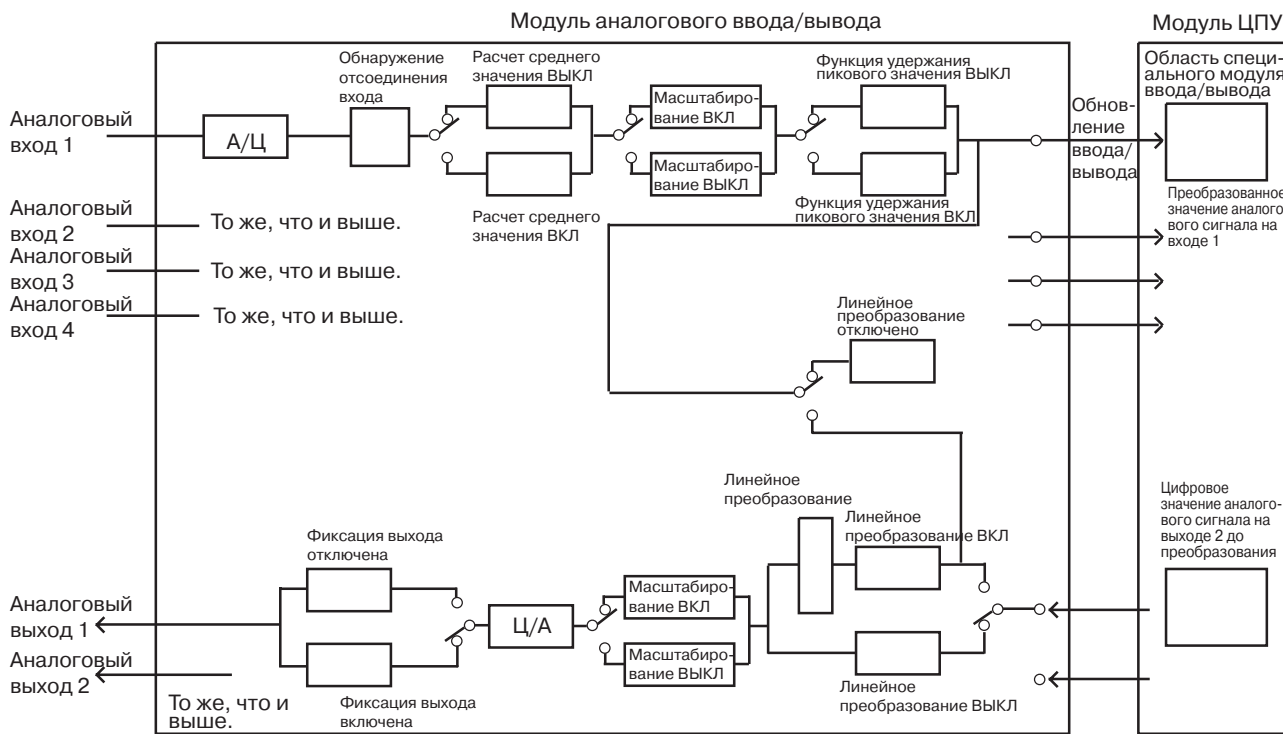 Модуль аналогового ввода/вывода
Модуль ЦПУ
Обнаружение
отсоединения
входа
Расчет среднего
значения ВЫКЛ
Функция удержания
пикового значения ВЫКЛ
Область специ-
ального модуля
ввода/вывода
Масштабиро-
вание ВКЛ
Аналоговый
вход 1
А/Ц
Обнов-
ление
ввода/
вывода
Масштабиро-
вание ВЫКЛ
Расчет среднего
значения ВКЛ
Функция удержания
пикового значения ВКЛ
Преобразованное
значение аналого
вого сигнала на
входе 1
Аналоговый
вход 2
То же, что и выше.
Аналоговый
вход 3
То же, что и выше.
Аналоговый
вход 4
То же, что и выше.
Линейное
преобразование
отключено
Линейное
преобразование
Цифровое
значение аналого-
вого сигнала на
выходе 2 до
преобразования
Линейное
преобразование ВКЛ
Фиксация выхода
отключена
Масштабиро-
вание ВКЛ
Аналоговый
выход 1
Ц/А
Масштабиро-
вание ВЫКЛ
Аналоговый
выход 2
Линейное
преобразование ВЫКЛ
То же, что и
выше.
Фиксация выхода
включена